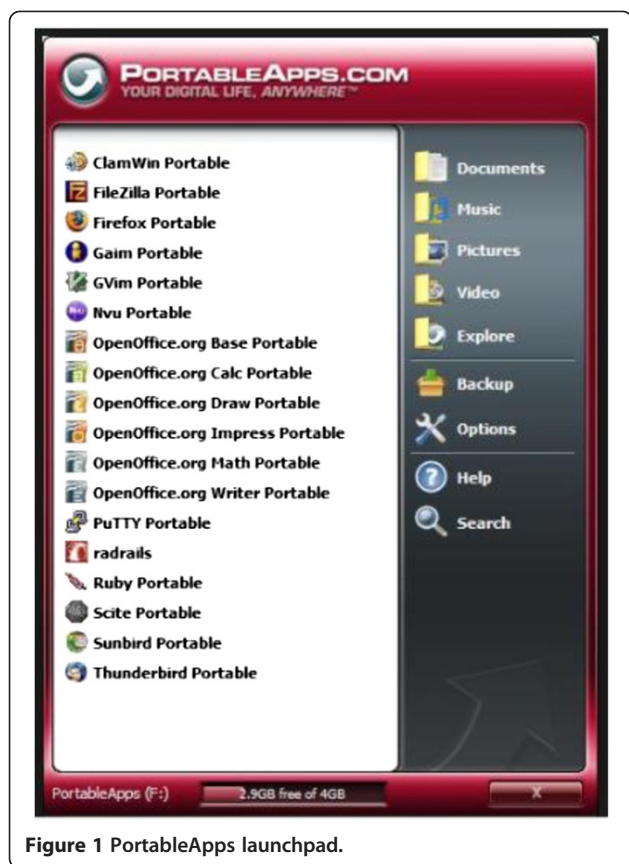 PORTABLEAPPS.COM
YOUR DIGITAL LIFE, ANYWHERE™
ClamWin Portable
FileZilla Portable
Firefox Portable
Gaim Portable
GVim Portable
Nvu Portable
OpenOffice.org Base Portable
OpenOffice.org Calc Portable
OpenOffice.org Draw Portable
OpenOffice.org Impress Portable
OpenOffice.org Math Portable
OpenOffice.org Writer Portable
PuTTY Portable
radrails
Ruby Portable
Scite Portable
Sunbird Portable
Thunderbird Portable
Documents
Music
Pictures
Video
Explore
Backup
Options
Help
Search
PortableApps (F:)
2.9GB free of 4GB
X
Figure 1 PortableApps launchpad.